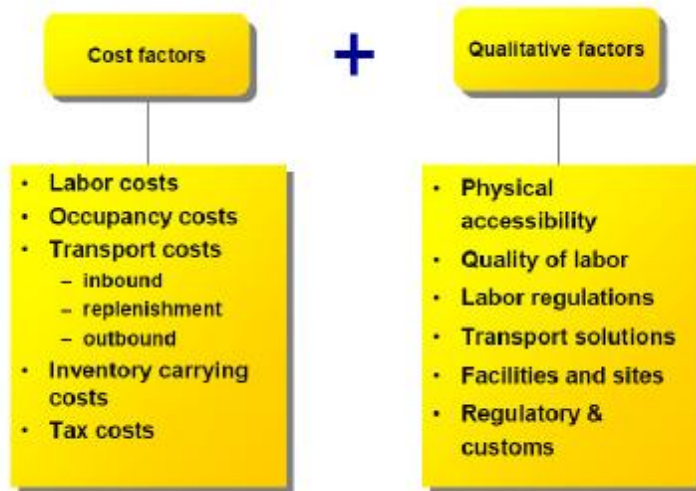 Cost factors
+
Qualitative factors
• Labor costs
• Occupancy costs
• Transport costs
– inbound
– replenishment
– outbound
• Inventory carrying
costs
• Tax costs
• Physical
accessibility
• Quality of labor
• Labor regulations
• Transport solutions
• Facilities and sites
• Regulatory &
customs